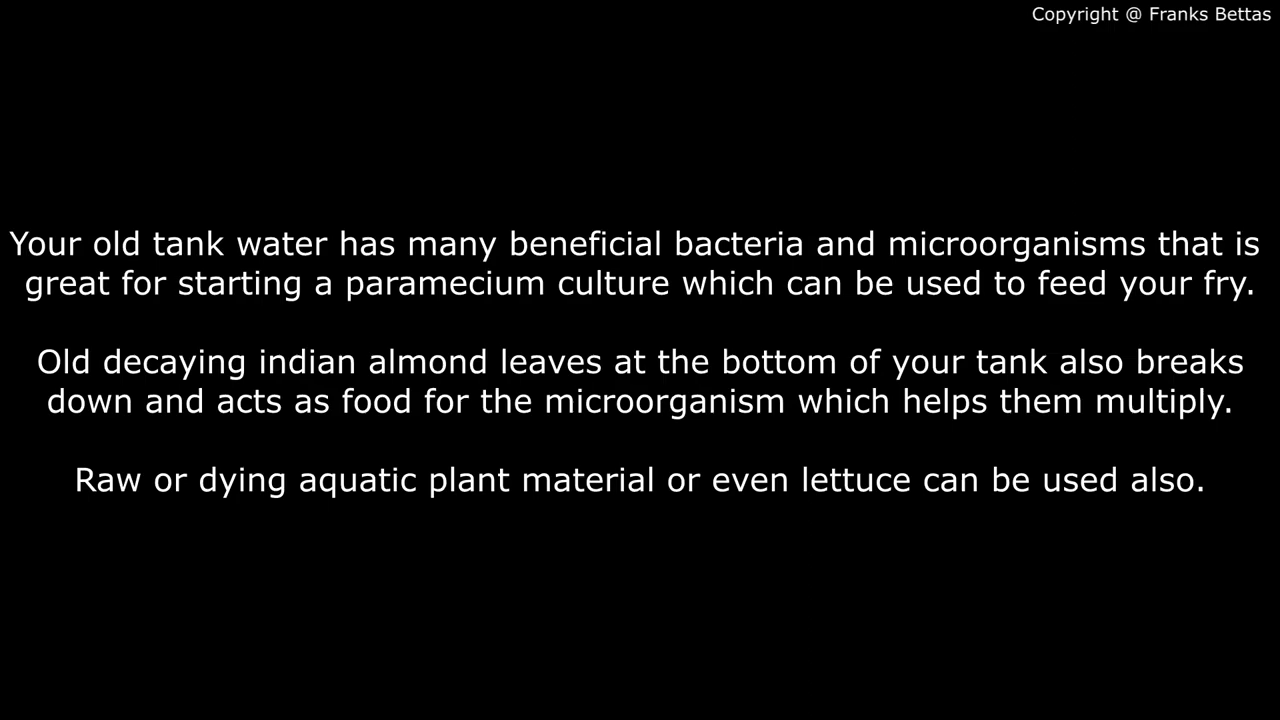 Copyright @ Franks Bettas
Your old tank water has many beneficial bacteria and microorganisms that is
great for starting a paramecium culture which can be used to feed your fry.
Old decaying indian almond leaves at the bottom of your tank also breaks
down and acts as food for the microorganism which helps them multiply.
Raw or dying aquatic plant material or even lettuce can be used also.